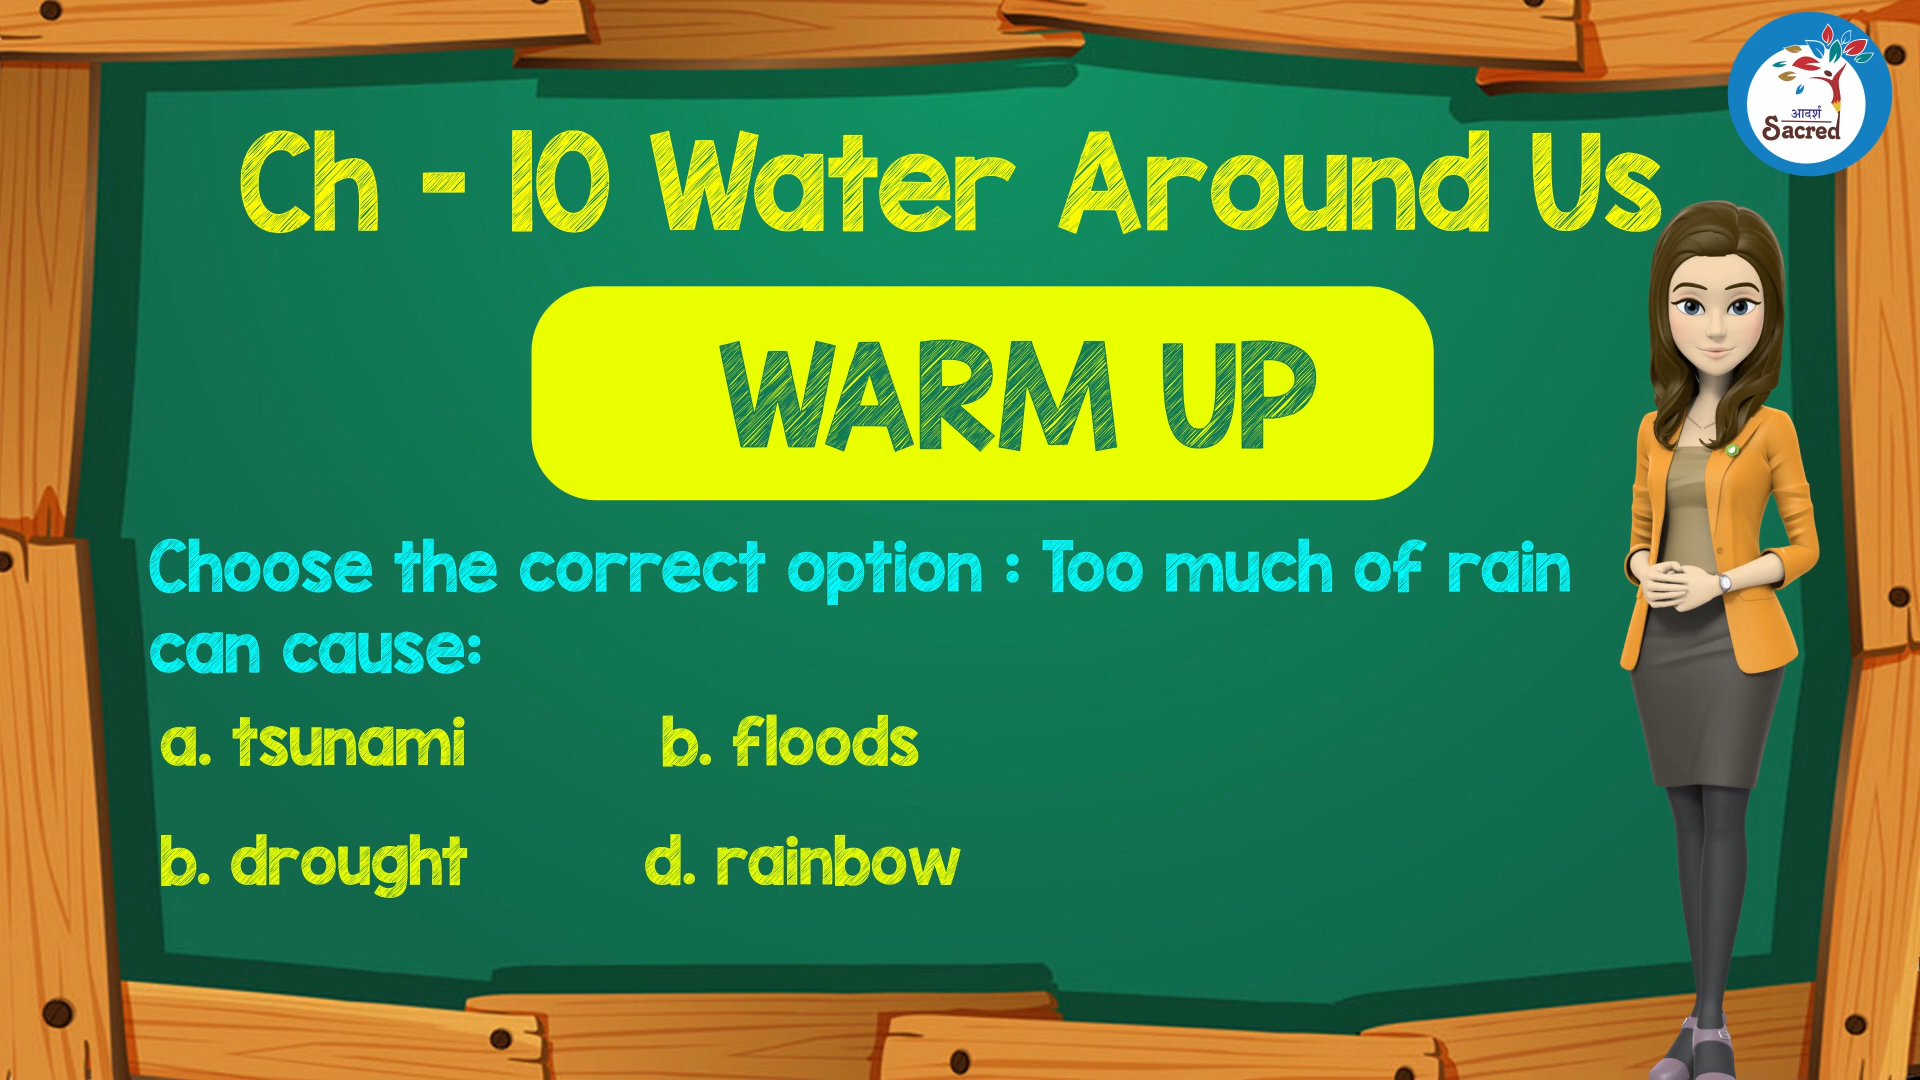 आदर्श
Sacred
Ch - 10 Water Around Us
WARM UP
Choose the correct option : Too much of rain
can cause:
a. tsunami b. floods
b. drought d. rainbow